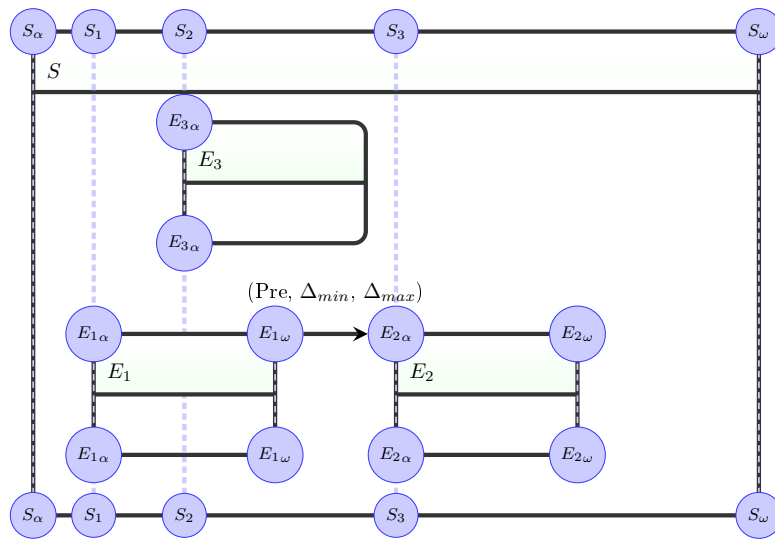 Sα S1 S2 S3 Sω
S
E3α
E3
E3α
(Pre, Δmin, Δmax)
E1α E1ω E2α E2ω
E1 E2
E1α E1ω E2α E2ω
Sα S1 S2 S3 Sω